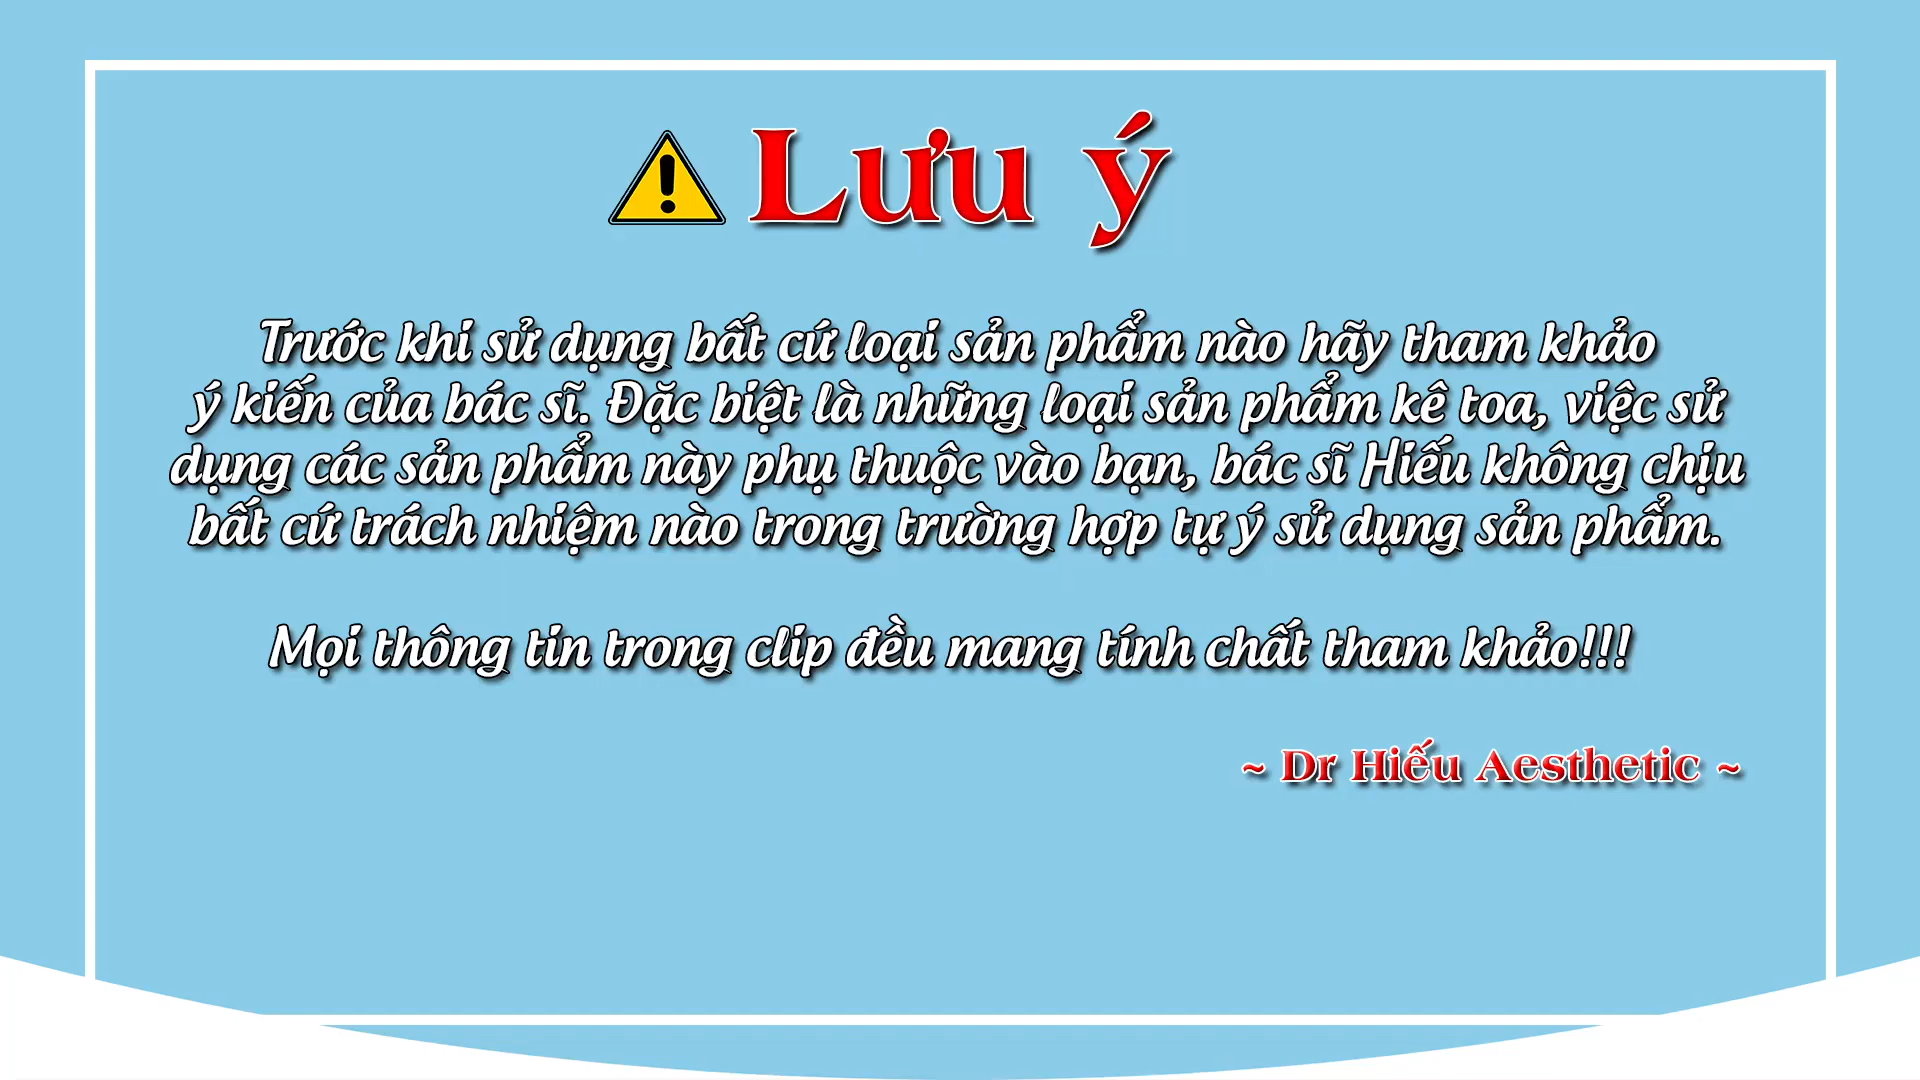 Lưu ý
Trước khi sử dụng bất cứ loại sản phẩm nào hãy tham khảo
ý kiến của bác sĩ. Đặc biệt là những loại sản phẩm kê toa, việc sử
dụng các sản phẩm này phụ thuộc vào bạn, bác sĩ Hiếu không chịu
bất cứ trách nhiệm nào trong trường hợp tự ý sử dụng sản phẩm.
Mọi thông tin trong clip đều mang tính chất tham khảo!!!
~ Dr Hiếu Aesthetic ~